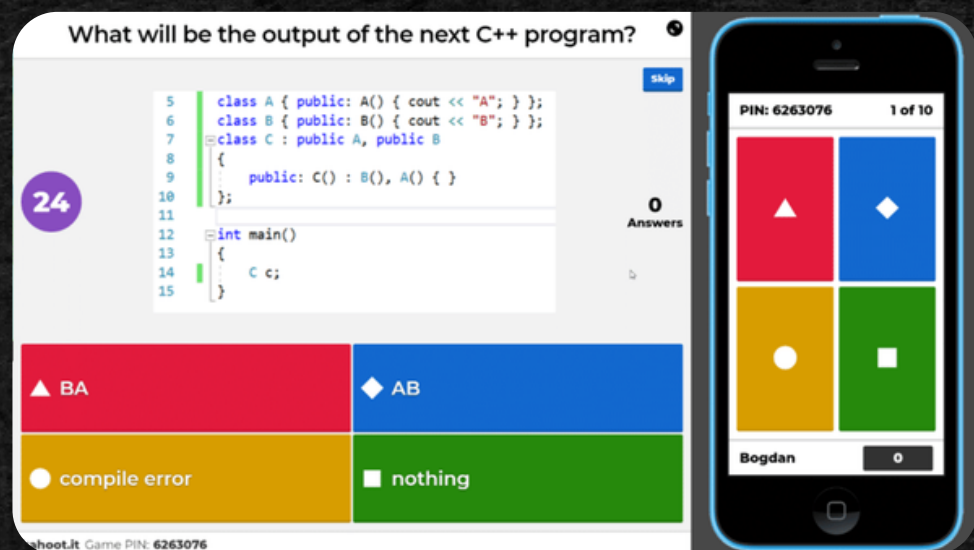 What will be the output of the next C++ program?
Skip
5 class A { public: A() { cout << "A"; } };
6 class B { public: B() { cout << "B"; } };
7 class C : public A, public B
8 {
9 public: C() : B(), A() { }
10 };
11
12 int main()
13 {
14 C c;
15 }
24
0
Answers
BA
AB
compile error
nothing
ahoot.it Game PIN: 6263076
PIN: 6263076 1 of 10
Bogdan 0